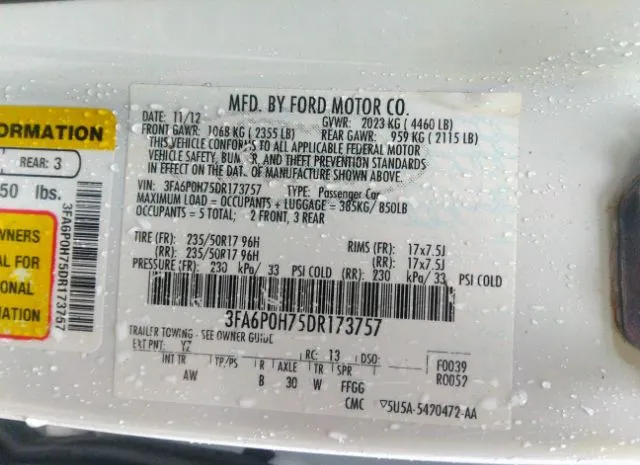 MFD. BY FORD MOTOR CO.
DATE: 11/12 GVWR: 2023 KG ( 4460 LB)
FRONT GAWR: 1068 KG ( 2355 LB) REAR GAWR: 959 KG ( 2115 LB)
THIS VEHICLE CONFORMS TO ALL APPLICABLE FEDERAL MOTOR
VEHICLE SAFETY, BUMPER, AND THEFT PREVENTION STANDARDS
IN EFFECT ON THE DATE OF MANUFACTURE SHOWN ABOVE.
VIN: 3FA6P0H75DR173757 TYPE: Passenger Car
MAXIMUM LOAD = OCCUPANTS + LUGGAGE = 385KG/ 850LB
OCCUPANTS = 5 TOTAL; 2 FRONT, 3 REAR
TIRE (FR): 235/50R17 96H RIMS (FR): 17x7.5J
(RR): 235/50R17 96H (RR): 17x7.5J
PRESSURE (FR): 230 kPa/ 33 PSI COLD (RR): 230 kPa/ 33 PSI COLD
3FA6P0H75DR173757
TRAILER TOWING - SEE OWNER GUIDE
EXT PNT: YZ RC: 13 DSO: F0039
INT TR TP/PS R AXLE TR SPR R0052
AW B 30 W FFGG
CMC ▽5U5A-5420472-AA
ORMATION
REAR: 3
50 lbs.
WNERS
AL FOR
IONAL
MATION
3FA6P0H75DR173757